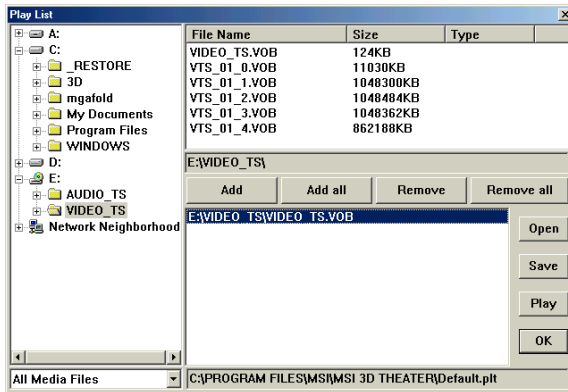 Play List
A:
C:
_RESTORE
3D
mgafold
My Documents
Program Files
WINDOWS
D:
E:
AUDIO_TS
VIDEO_TS
Network Neighborhood
All Media Files
File Name Size Type
VIDEO_TS.VOB 124KB
VTS_01_0.VOB 11030KB
VTS_01_1.VOB 1048300KB
VTS_01_2.VOB 1048484KB
VTS_01_3.VOB 1048362KB
VTS_01_4.VOB 862188KB
E:\VIDEO_TS\
Add Add all Remove Remove all
E:\VIDEO_TS\VIDEO_TS.VOB
Open
Save
Play
OK
C:\PROGRAM FILES\MSI\MSI 3D THEATER\Default.plt